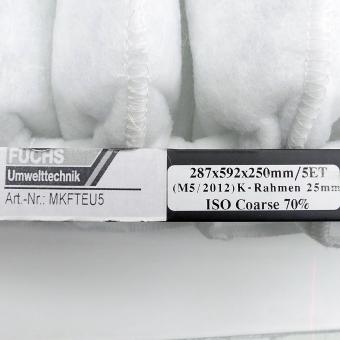 FUCHS
Umwelttechnik
Art.-Nr.: MKFTEU5
287x592x250mm/5ET
(M5/2012) K-Rahmen 25mm
ISO Coarse 70%